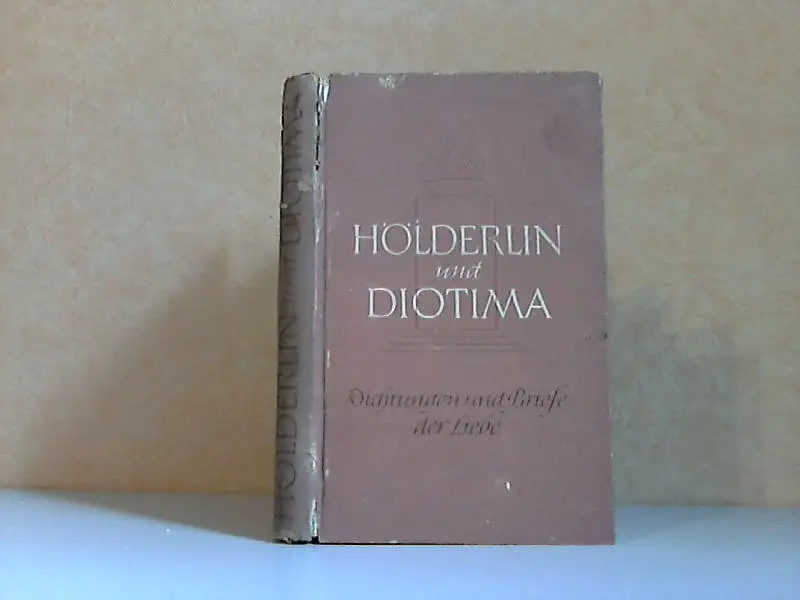 HÖLDERLIN und DIOTIMA
HÖLDERLIN
und
DIOTIMA
Dichtungen und Briefe
der Liebe